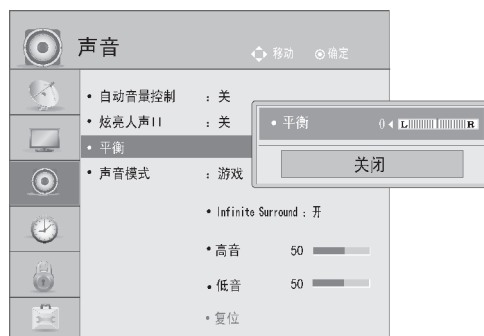 声音
移动 确定
• 自动音量控制 : 关
• 炫亮人声II : 关
• 平衡
• 平衡 0 L R
关闭
• 声音模式 : 游戏
• Infinite Surround : 开
• 高音 50
• 低音 50
• 复位